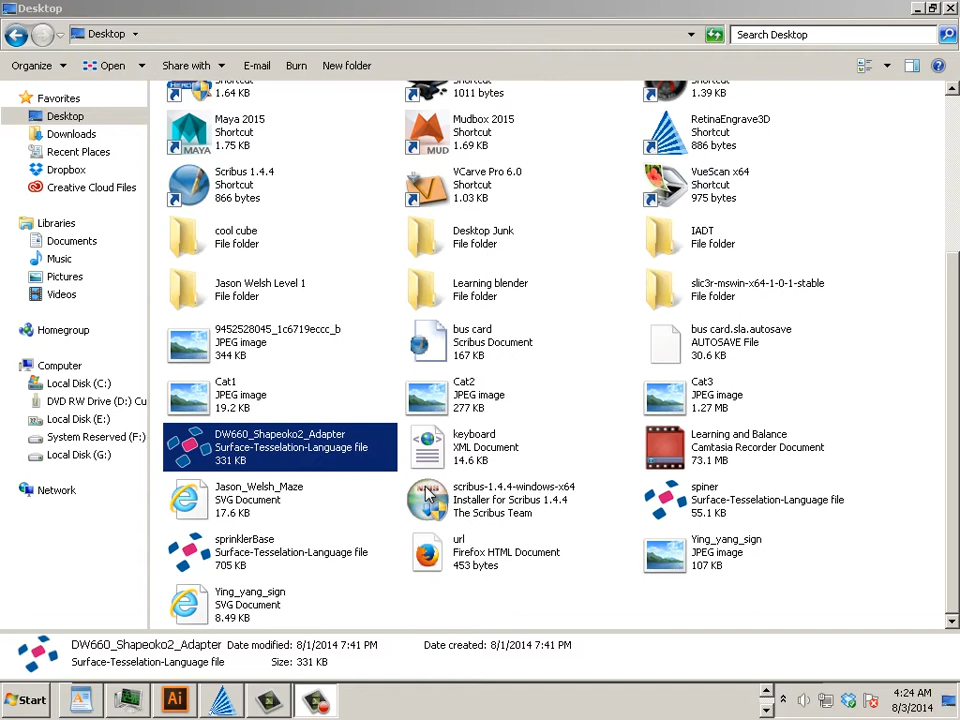 Desktop
Desktop
Search Desktop
Organize Open Share with E-mail Burn New folder
Favorites
Desktop
Downloads
Recent Places
Dropbox
Creative Cloud Files
Libraries
Documents
Music
Pictures
Videos
Homegroup
Computer
Local Disk (C:)
DVD RW Drive (D:) Cu
Local Disk (E:)
System Reserved (F:)
Local Disk (G:)
Network
Shortcut
1.64 KB
1011 bytes
1.39 KB
Maya 2015
Shortcut
1.75 KB
MAYA
Mudbox 2015
Shortcut
1.69 KB
MUD
RetinaEngrave3D
Shortcut
886 bytes
Scribus 1.4.4
Shortcut
866 bytes
VCarve Pro 6.0
Shortcut
1.03 KB
VueScan x64
Shortcut
975 bytes
cool cube
File folder
Desktop Junk
File folder
IADT
File folder
Jason Welsh Level 1
File folder
Learning blender
File folder
slic3r-mswin-x64-1-0-1-stable
File folder
9452528045_1c6719eccc_b
JPEG image
344 KB
bus card
Scribus Document
167 KB
bus card.sla.autosave
AUTOSAVE File
30.6 KB
Cat1
JPEG image
19.2 KB
Cat2
JPEG image
277 KB
Cat3
JPEG image
1.27 MB
DW660_Shapeoko2_Adapter
Surface-Tesselation-Language file
331 KB
keyboard
XML Document
14.6 KB
Learning and Balance
Camtasia Recorder Document
73.1 MB
Jason_Welsh_Maze
SVG Document
17.6 KB
scribus-1.4.4-windows-x64
Installer for Scribus 1.4.4
The Scribus Team
spiner
Surface-Tesselation-Language file
55.1 KB
sprinklerBase
Surface-Tesselation-Language file
705 KB
url
Firefox HTML Document
453 bytes
Ying_yang_sign
JPEG image
107 KB
Ying_yang_sign
SVG Document
8.49 KB
DW660_Shapeoko2_Adapter Date modified: 8/1/2014 7:41 PM Date created: 8/1/2014 7:41 PM
Surface-Tesselation-Language file Size: 331 KB
Start
Ai
4:24 AM
8/3/2014